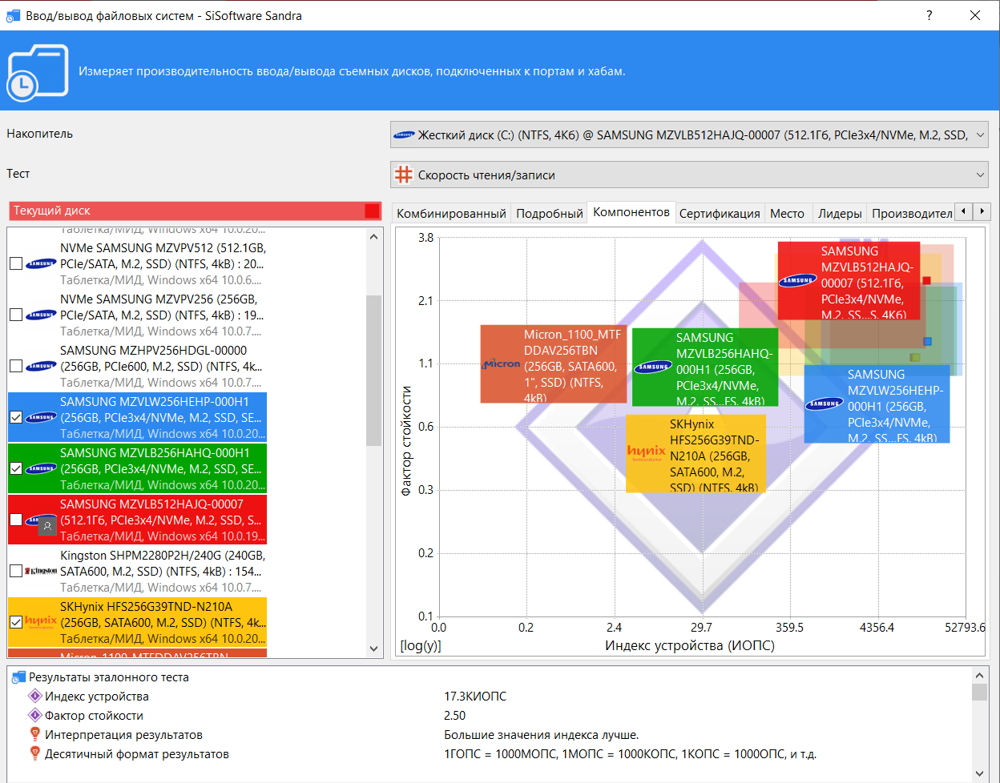 Ввод/вывод файловых систем - SiSoftware Sandra
?
Измеряет производительность ввода/вывода съемных дисков, подключенных к портам и хабам.
Накопитель
SAMSUNG Жесткий диск (C:) (NTFS, 4Кб) @ SAMSUNG MZVLB512HAJQ-00007 (512.1Гб, PCIe3x4/NVMe, M.2, SSD,
Тест
Скорость чтения/записи
Текущий диск
Комбинированный Подробный Компонентов Сертификация Место Лидеры Производител
Таблетка/МИД, Windows x64 10.0.20...
NVMe SAMSUNG MZVPV512 (512.1GB,
SAMSUNG PCIe/SATA, M.2, SSD) (NTFS, 4kB) : 20...
Таблетка/МИД, Windows x64 10.0.6....
NVMe SAMSUNG MZVPV256 (256GB,
SAMSUNG PCIe/SATA, M.2, SSD) (NTFS, 4kB) : 19...
Таблетка/МИД, Windows x64 10.0.7....
SAMSUNG MZHPV256HDGL-00000
SAMSUNG (256GB, PCIe600, M.2, SSD) (NTFS, 4k...
Таблетка/МИД, Windows x64 10.0.7....
SAMSUNG MZVLW256HEHP-000H1
SAMSUNG (256GB, PCIe3x4/NVMe, M.2, SSD, SE...
Таблетка/МИД, Windows x64 10.0.20...
SAMSUNG MZVLB256HAHQ-000H1
SAMSUNG (256GB, PCIe3x4/NVMe, M.2, SSD, SE...
Таблетка/МИД, Windows x64 10.0.20...
SAMSUNG MZVLB512HAJQ-00007
(512.1Гб, PCIe3x4/NVMe, M.2, SSD, S...
Таблетка/МИД, Windows x64 10.0.19...
Kingston SHPM2280P2H/240G (240GB,
Kingston SATA600, M.2, SSD) (NTFS, 4kB) : 154...
Таблетка/МИД, Windows x64 10.0.7....
SKHynix HFS256G39TND-N210A
hynix (256GB, SATA600, M.2, SSD) (NTFS, 4k...
Таблетка/МИД, Windows x64 10.0.20...
Micron_1100_MTFDDAV256TBN
Фактор стойкости
3.8
2.1
1.1
0.6
0.3
0.2
0.1
SAMSUNG
MZVLB512HAJQ-
SAMSUNG 00007 (512.1Гб,
PCIe3x4/NVMe,
M.2, SS...S, 4Кб)
Micron_1100_MTF
DDAV256TBN
Micron (256GB, SATA600,
1", SSD) (NTFS,
4kB)
SAMSUNG
MZVLB256HAHQ-
SAMSUNG 000H1 (256GB,
PCIe3x4/NVMe,
M.2, SS...FS, 4kB)
SAMSUNG
MZVLW256HEHP-
SAMSUNG 000H1 (256GB,
PCIe3x4/NVMe,
M.2, SS...FS, 4kB)
SKHynix
HFS256G39TND-
hynix N210A (256GB,
SATA600, M.2,
SSD) (NTFS, 4kB)
0.0 0.2 2.4 29.7 359.5 4356.4 52793.6
[log(y)] Индекс устройства (ИОПС)
Результаты эталонного теста
Индекс устройства 17.3КИОПС
Фактор стойкости 2.50
Интерпретация результатов Большие значения индекса лучше.
Десятичный формат результатов 1ГОПС = 1000МОПС, 1МОПС = 1000КОПС, 1КОПС = 1000ОПС, и т.д.